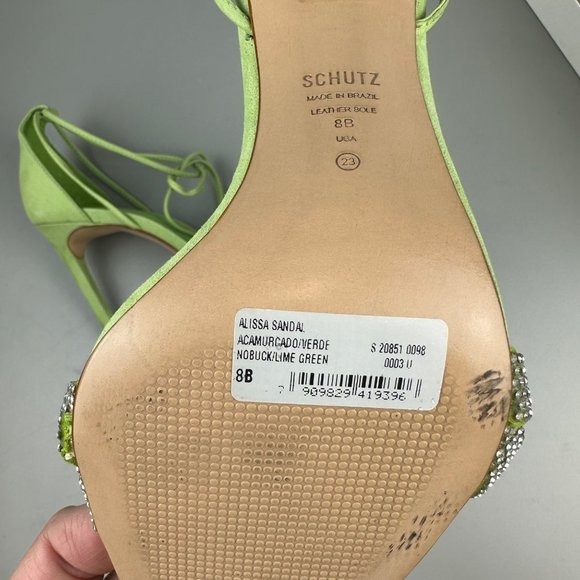 SCHUTZ
MADE IN BRAZIL
LEATHER SOLE
8B
USA
23
ALISSA SANDAL
ACAMURCADO/VERDE S 20851 0098
NOBUCK/LIME GREEN 0003 U
8B
7 909829 419396